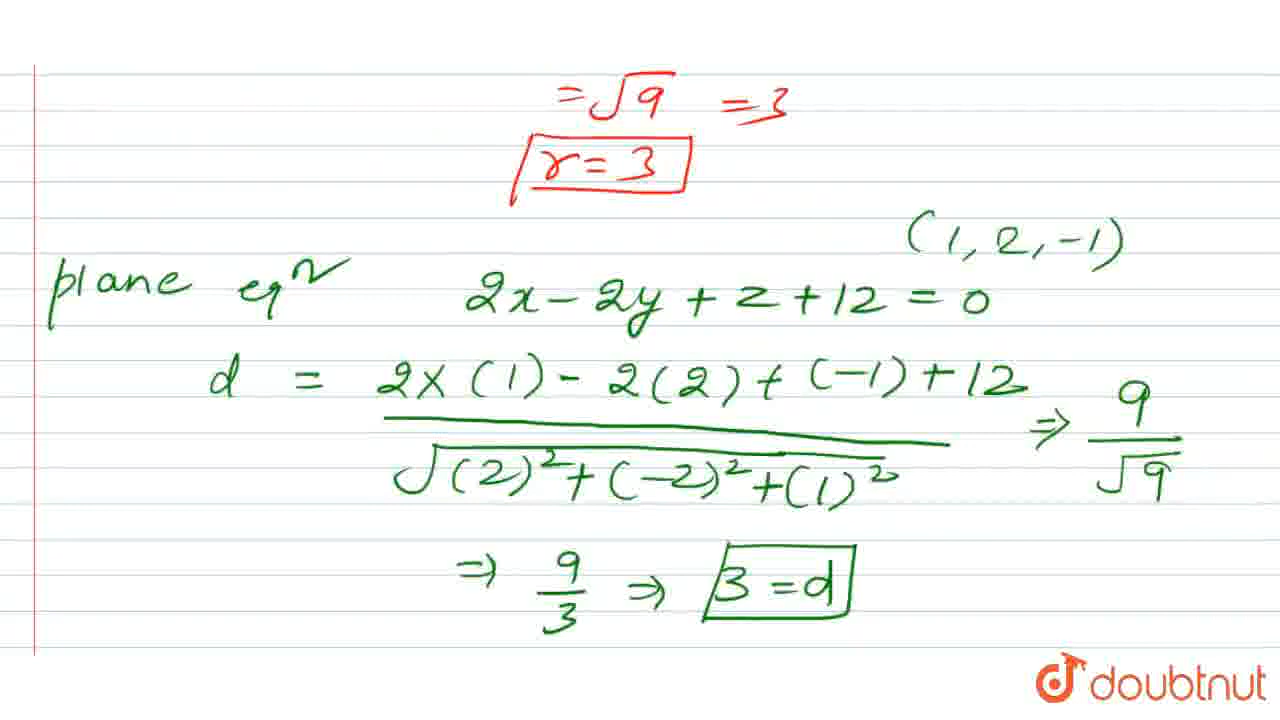 = √9 = 3
r = 3
(1, 2, -1)
plane eqn 2x - 2y + z + 12 = 0
d = 2x(1) - 2(2) + (-1) + 12 / √(2)² + (-2)² + (1)² ⇒ 9/√9
⇒ 9/3 ⇒ 3 = d
doubtnut